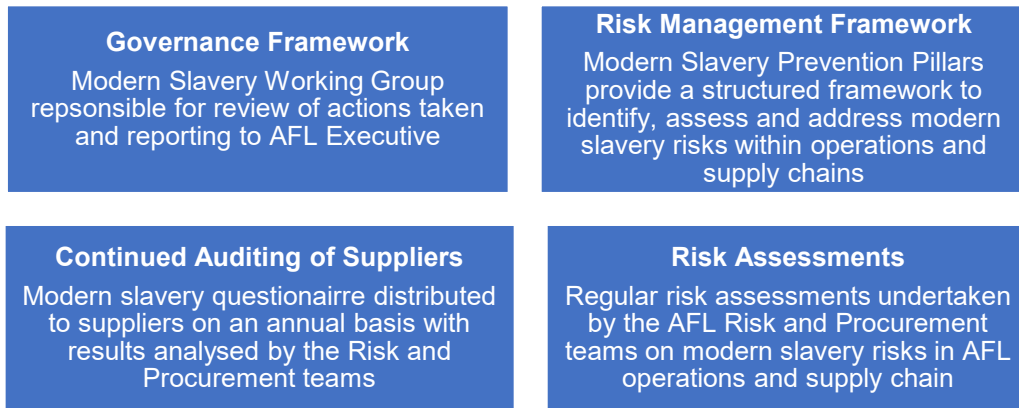 Governance Framework
Modern Slavery Working Group
repsonsible for review of actions taken
and reporting to AFL Executive
Risk Management Framework
Modern Slavery Prevention Pillars
provide a structured framework to
identify, assess and address modern
slavery risks within operations and
supply chains
Continued Auditing of Suppliers
Modern slavery questionairre distributed
to suppliers on an annual basis with
results analysed by the Risk and
Procurement teams
Risk Assessments
Regular risk assessments undertaken
by the AFL Risk and Procurement
teams on modern slavery risks in AFL
operations and supply chain